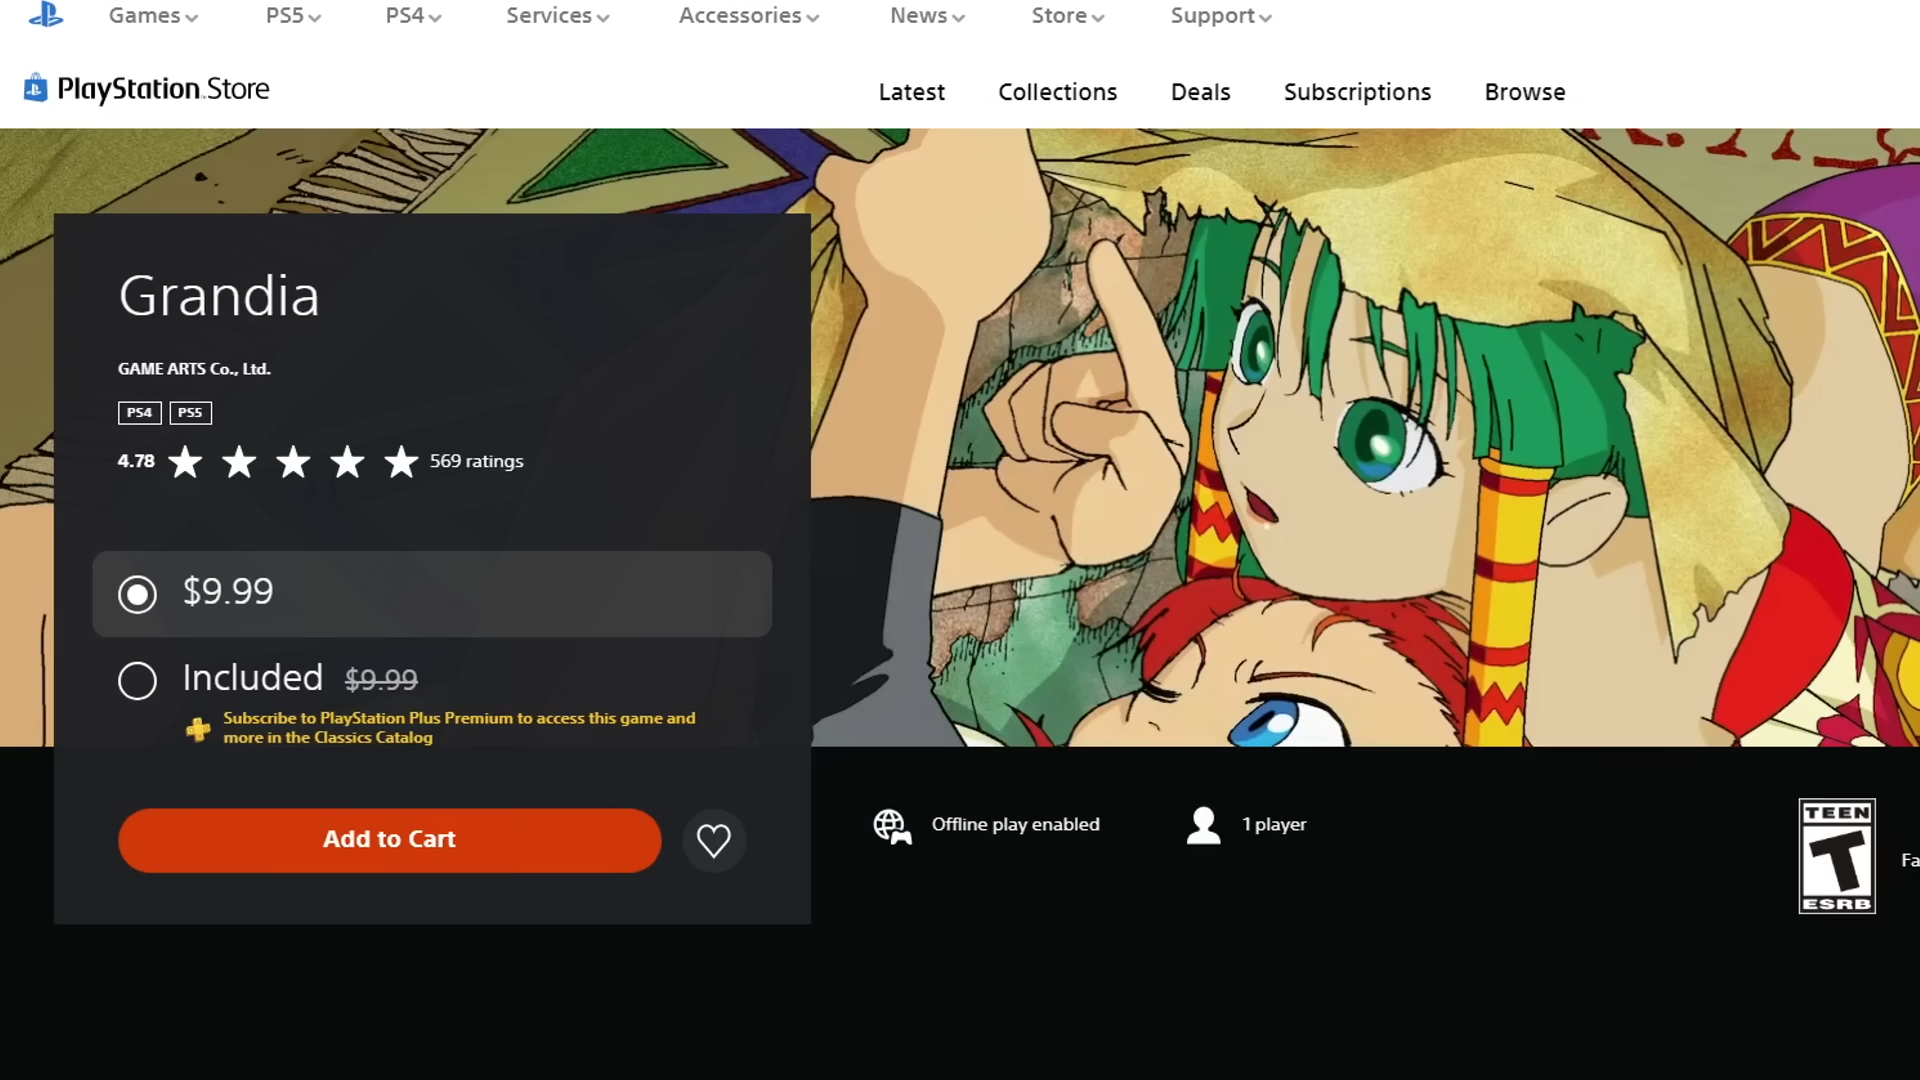 Games PS5 PS4 Services Accessories News Store Support
PlayStation Store
Latest Collections Deals Subscriptions Browse
Grandia
GAME ARTS Co., Ltd.
PS4 PS5
4.78 569 ratings
$9.99
Included $9.99
Subscribe to PlayStation Plus Premium to access this game and
more in the Classics Catalog
Add to Cart
Offline play enabled
1 player
TEEN
T
ESRB